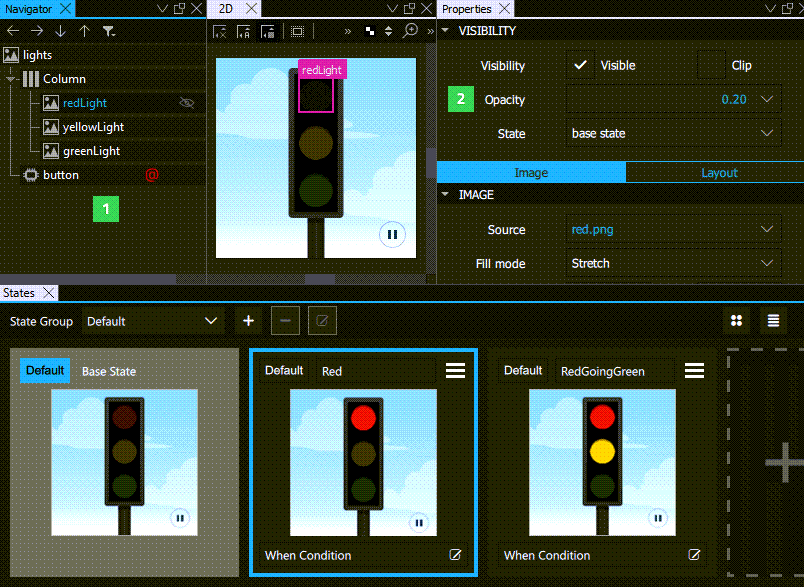 Navigator
2D
Properties
lights
Column
redLight
yellowLight
greenLight
button
@
1
redLight
VISIBILITY
Visibility
Visible
Clip
2
Opacity
0.20
State
base state
Image
Layout
IMAGE
Source
red.png
Fill mode
Stretch
States
State Group
Default
Default
Base State
Default
Red
When Condition
Default
RedGoingGreen
When Condition